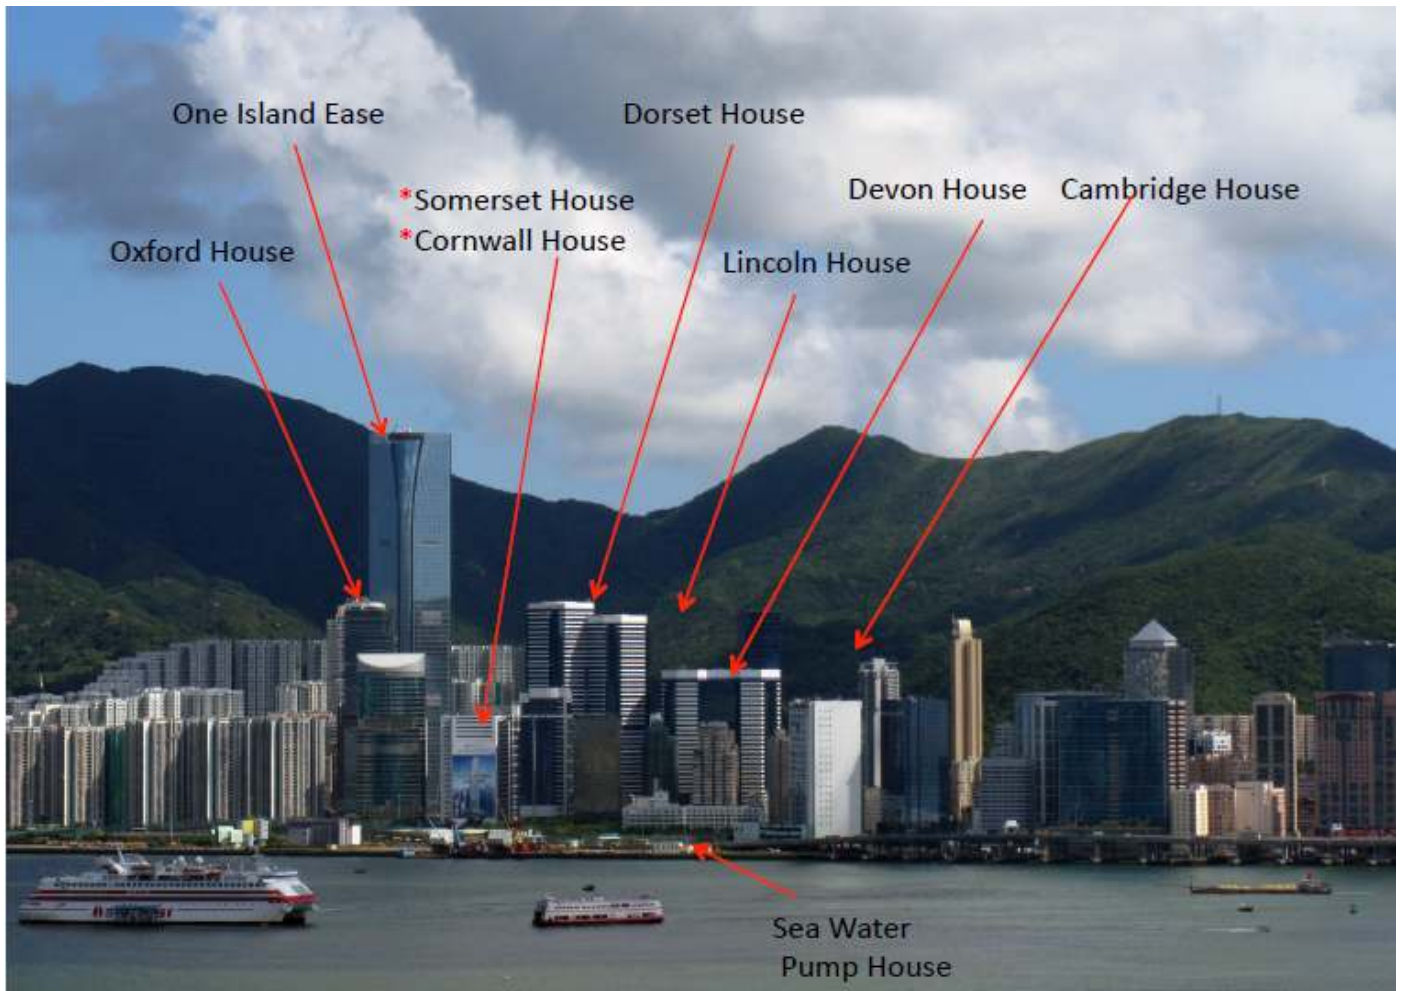 One Island Ease
Dorset House
*Somerset House
Devon House
Cambridge House
*Cornwall House
Oxford House
Lincoln House
Sea Water
Pump House